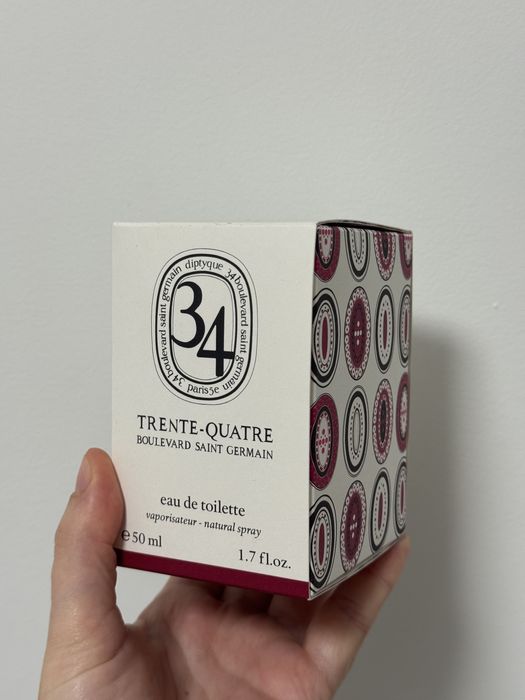 diptyque 34 boulevard saint germain paris 5e 34 boulevard saint germain
34
TRENTE-QUATRE
BOULEVARD SAINT GERMAIN
eau de toilette
vaporisateur - natural spray
℮ 50 ml
1.7 fl.oz.